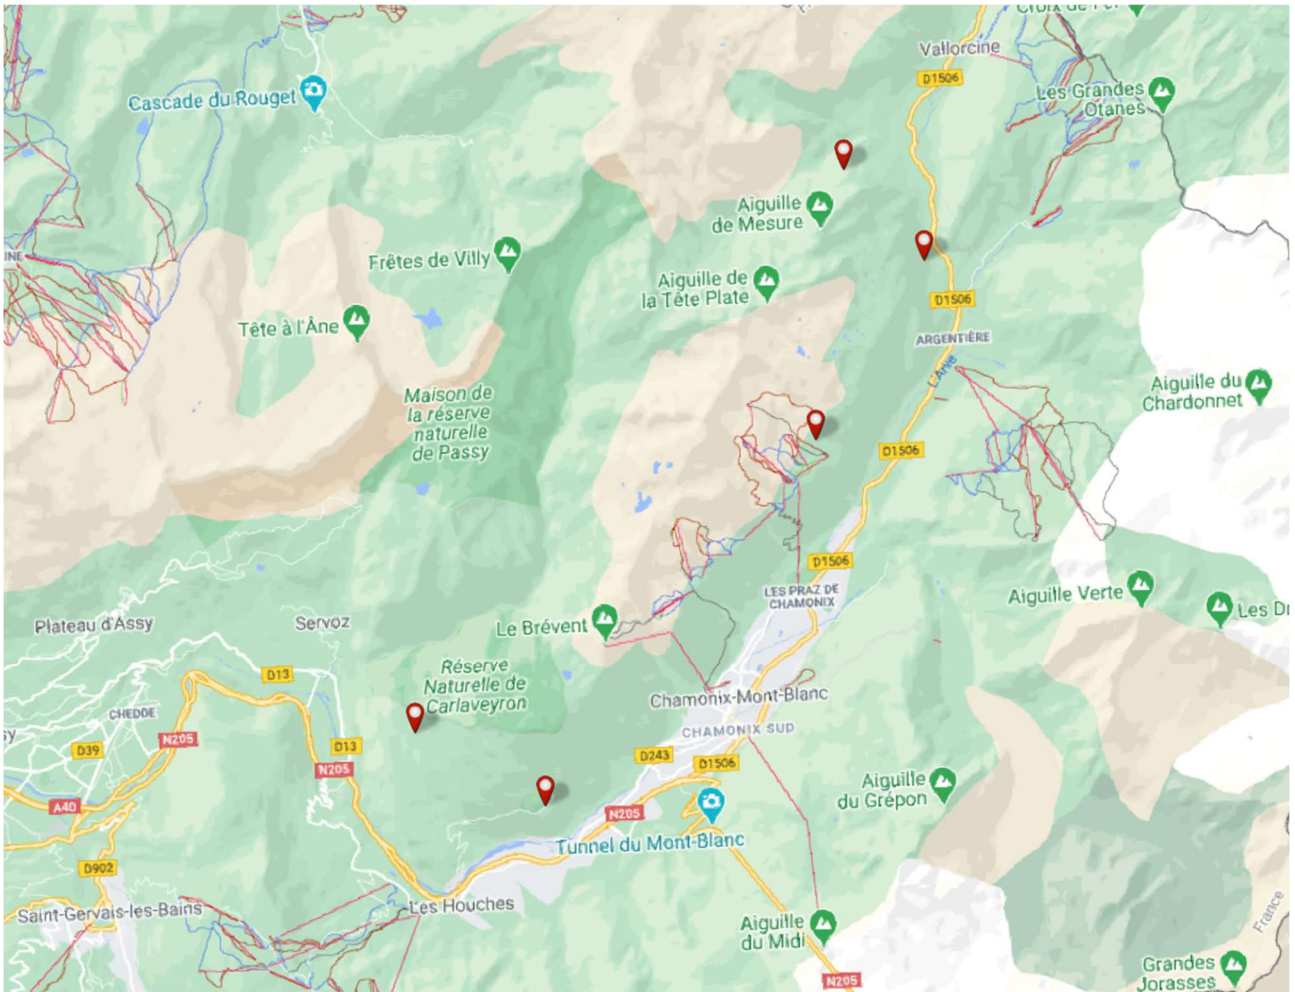 Croix de Fer
Vallorcine
D1506
Les Grandes
Otanes
Cascade du Rouget
Aiguille
de Mesure
Frêtes de Villy
Aiguille de
la Tête Plate
D1506
Tête à l'Âne
ARGENTIÈRE
L'Arve
Maison de
la réserve
naturelle
de Passy
Aiguille du
Chardonnet
D1506
D1506
LES PRAZ DE
CHAMONIX
Aiguille Verte
Les Dr
Plateau d'Assy
Servoz
Le Brévent
D13
Réserve
Naturelle de
Carlaveyron
Chamonix-Mont-Blanc
CHEDDE
CHAMONIX SUD
N205
D39
D13
N205
D243
D1506
A40
N205
Aiguille
du Grépon
Tunnel du Mont-Blanc
D902
Saint-Gervais-les-Bains
Les Houches
Aiguille
du Midi
France
N205
Grandes
Jorasses